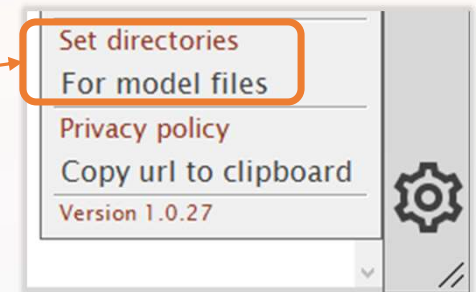 Set directories
For model files
Privacy policy
Copy url to clipboard
Version 1.0.27